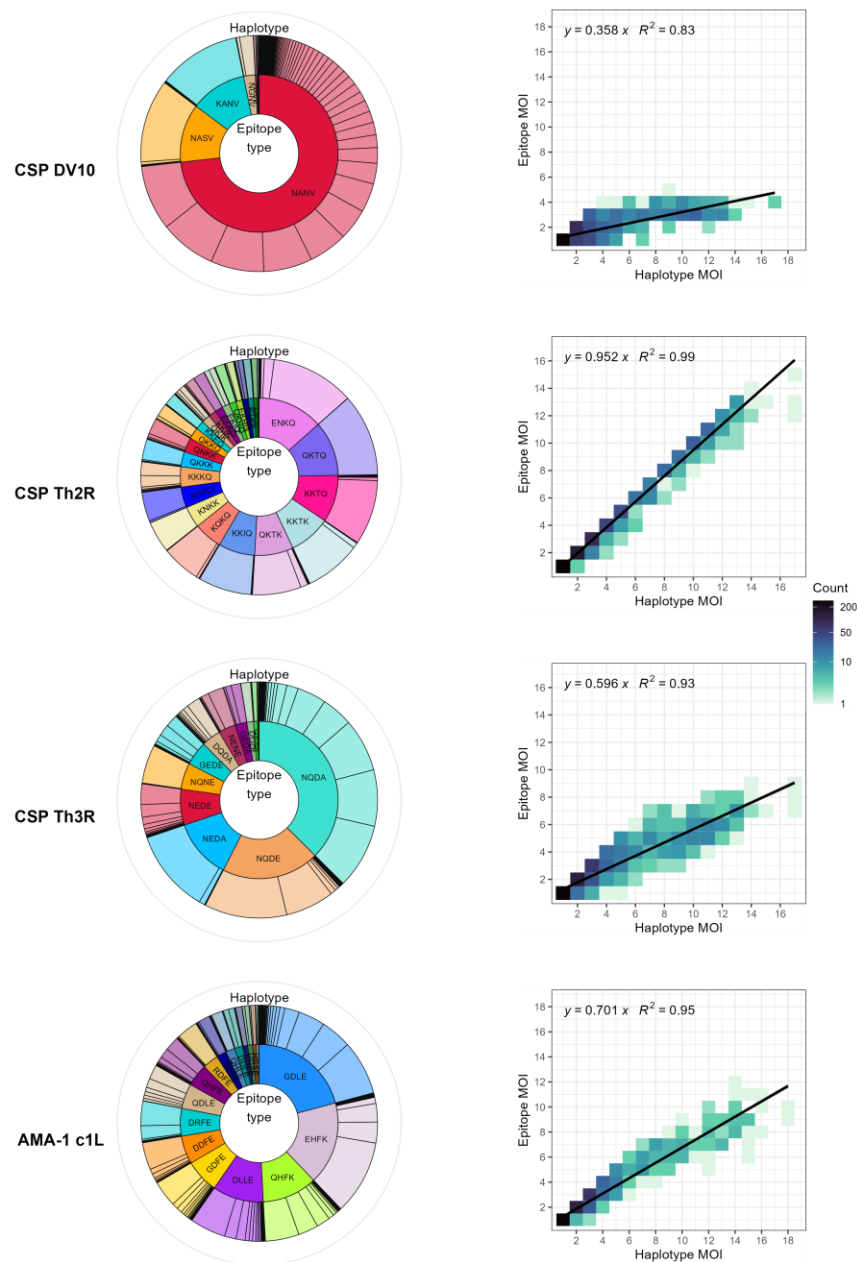 CSP DV10
Haplotype
Epitope
type
NANV
NASV
KANV
y = 0.358 x R² = 0.83
Epitope MOI
18
16
14
12
10
8
6
4
2
2 4 6 8 10 12 14 16 18
Haplotype MOI
CSP Th2R
Haplotype
Epitope
type
ENKQ
QKTQ
KKTQ
KKTK
QKTK
KKIQ
KQKQ
KNKK
KKKQ
QKKK
QNKK
QKKQ
y = 0.952 x R² = 0.99
Epitope MOI
16
14
12
10
8
6
4
2
2 4 6 8 10 12 14 16
Haplotype MOI
Count
200
50
10
1
CSP Th3R
Haplotype
Epitope
type
NQDA
NQDE
NEDA
NEDE
NQNE
GEDE
DQDA
NENE
GEDA
y = 0.596 x R² = 0.93
Epitope MOI
16
14
12
10
8
6
4
2
2 4 6 8 10 12 14 16
Haplotype MOI
AMA-1 c1L
Haplotype
Epitope
type
GDLE
EHFK
QHFK
DLLE
GDFE
DDFE
DRFE
QDLE
QHFE
RDFE
y = 0.701 x R² = 0.95
Epitope MOI
18
16
14
12
10
8
6
4
2
2 4 6 8 10 12 14 16 18
Haplotype MOI